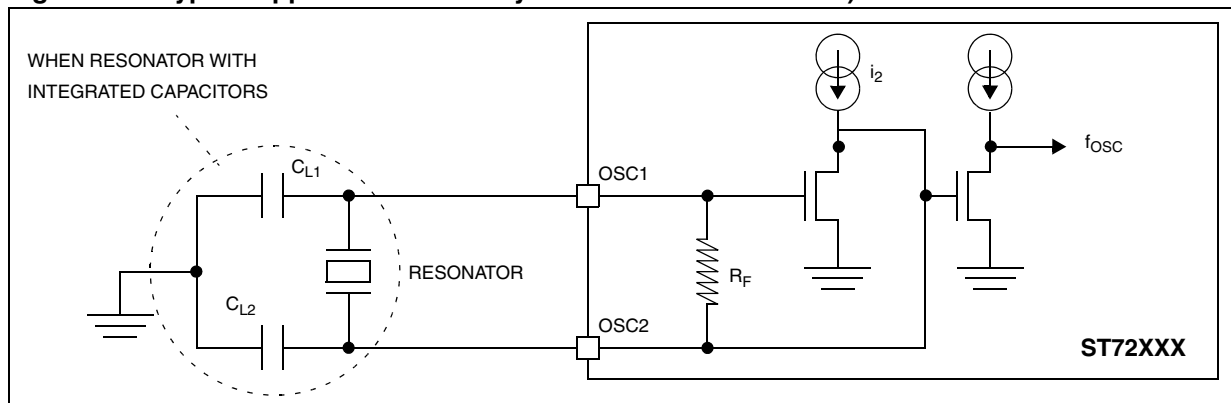 WHEN RESONATOR WITH
INTEGRATED CAPACITORS
CL1
RESONATOR
CL2
OSC1
OSC2
RF
i2
fOSC
ST72XXX